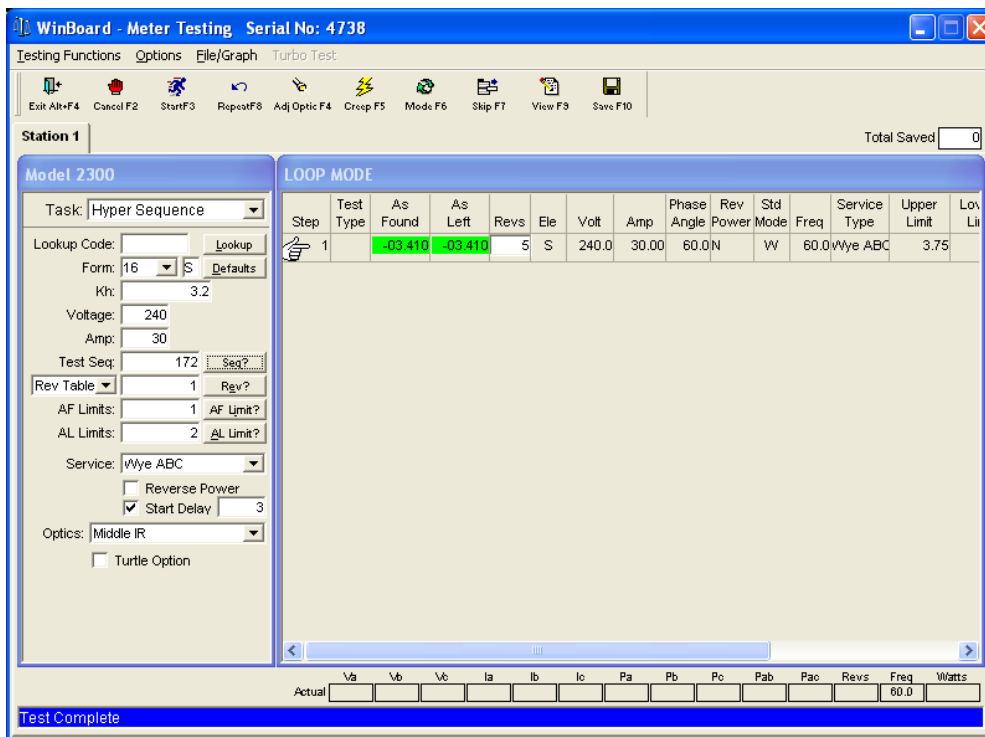 WinBoard - Meter Testing Serial No: 4738
Testing Functions Options File/Graph Turbo Test
Exit Alt+F4 Cancel F2 StartF3 RepeatF8 Adj Optic F4 Creep F5 Mode F6 Skip F7 View F9 Save F10
Station 1
Total Saved 0
Model 2300
Task: Hyper Sequence
Lookup Code: Lookup
Form: 16 S Defaults
Kh: 3.2
Voltage: 240
Amp: 30
Test Seq: 172 Seq?
Rev Table 1 Rev?
AF Limits: 1 AF Limit?
AL Limits: 2 AL Limit?
Service: Wye ABC
Reverse Power
Start Delay 3
Optics: Middle IR
Turtle Option
LOOP MODE
Test As As Phase Rev Std Service Upper Low
Step Type Found Left Revs Ele Volt Amp Angle Power Mode Freq Type Limit Li
1 -03.410 -03.410 5 S 240.0 30.00 60.0 N W 60.0 Wye ABC 3.75
Va Vb Vc Ia Ib Ic Pa Pb Pc Pab Pac Revs Freq Watts
Actual 60.0
Test Complete